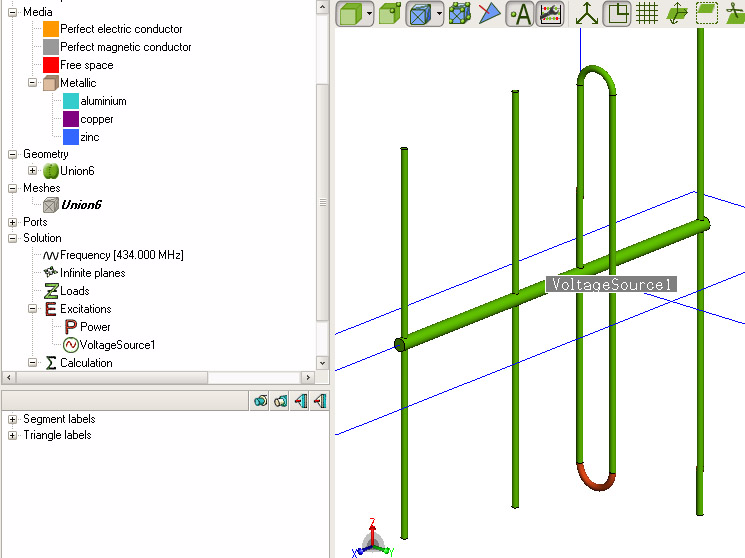 Media
Perfect electric conductor
Perfect magnetic conductor
Free space
Metallic
aluminium
copper
zinc
Geometry
Union6
Meshes
Union6
Ports
Solution
Frequency [434.000 MHz]
Infinite planes
Loads
Excitations
Power
VoltageSource1
Calculation
Segment labels
Triangle labels
A
VoltageSource1
Z
X
Y